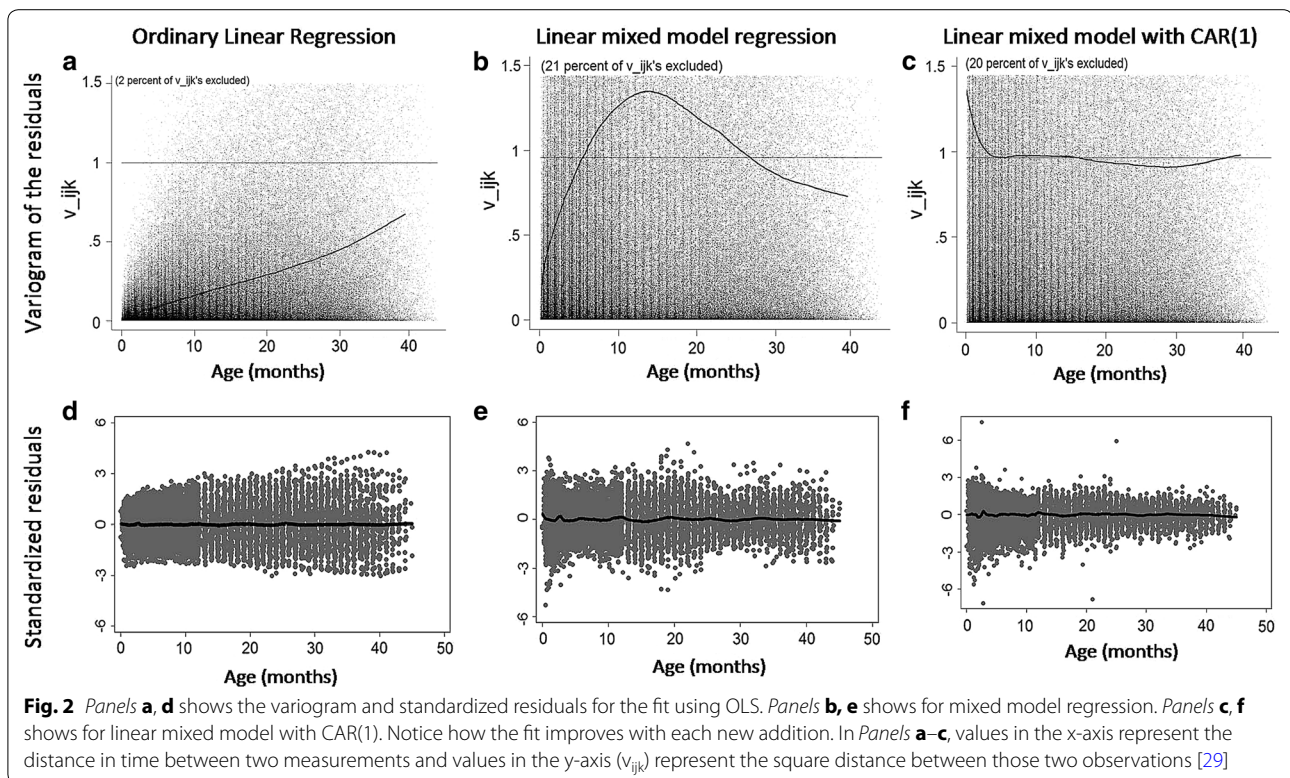 Ordinary Linear Regression
Linear mixed model regression
Linear mixed model with CAR(1)
Variogram of the residuals
a
(2 percent of v_ijk's excluded)
1.5
1
.5
0
v_ijk
0 10 20 30 40
Age (months)
b
(21 percent of v_ijk's excluded)
1.5
1
.5
0
v_ijk
0 10 20 30 40
Age (months)
c
(20 percent of v_ijk's excluded)
1.5
1
.5
0
v_ijk
0 10 20 30 40
Age (months)
Standardized residuals
d
6
3
0
-3
-6
0 10 20 30 40 50
Age (months)
e
6
3
0
-3
-6
0 10 20 30 40 50
Age (months)
f
6
3
0
-3
-6
0 10 20 30 40 50
Age (months)
Fig. 2 Panels a, d shows the variogram and standardized residuals for the fit using OLS. Panels b, e shows for mixed model regression. Panels c, f
shows for linear mixed model with CAR(1). Notice how the fit improves with each new addition. In Panels a–c, values in the x-axis represent the
distance in time between two measurements and values in the y-axis (vijk) represent the square distance between those two observations [29]